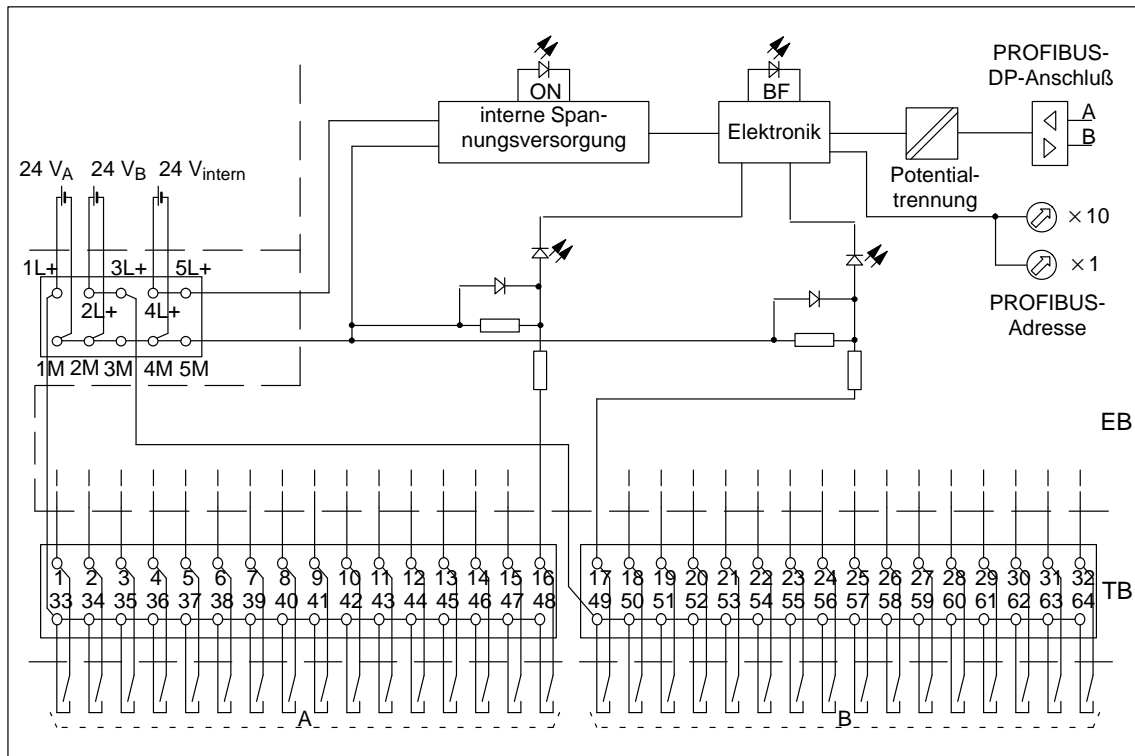 ON
BF
PROFIBUS-
DP-Anschluß
interne Span-
nungsversorgung
Elektronik
A
B
Potential-
trennung
24 VA 24 VB 24 Vintern
×10
×1
PROFIBUS-
Adresse
1L+ 3L+ 5L+
2L+ 4L+
1M 2M 3M 4M 5M
EB
1 2 3 4 5 6 7 8 9 10 11 12 13 14 15 16 17 18 19 20 21 22 23 24 25 26 27 28 29 30 31 32
33 34 35 36 37 38 39 40 41 42 43 44 45 46 47 48 49 50 51 52 53 54 55 56 57 58 59 60 61 62 63 64
TB
A
B